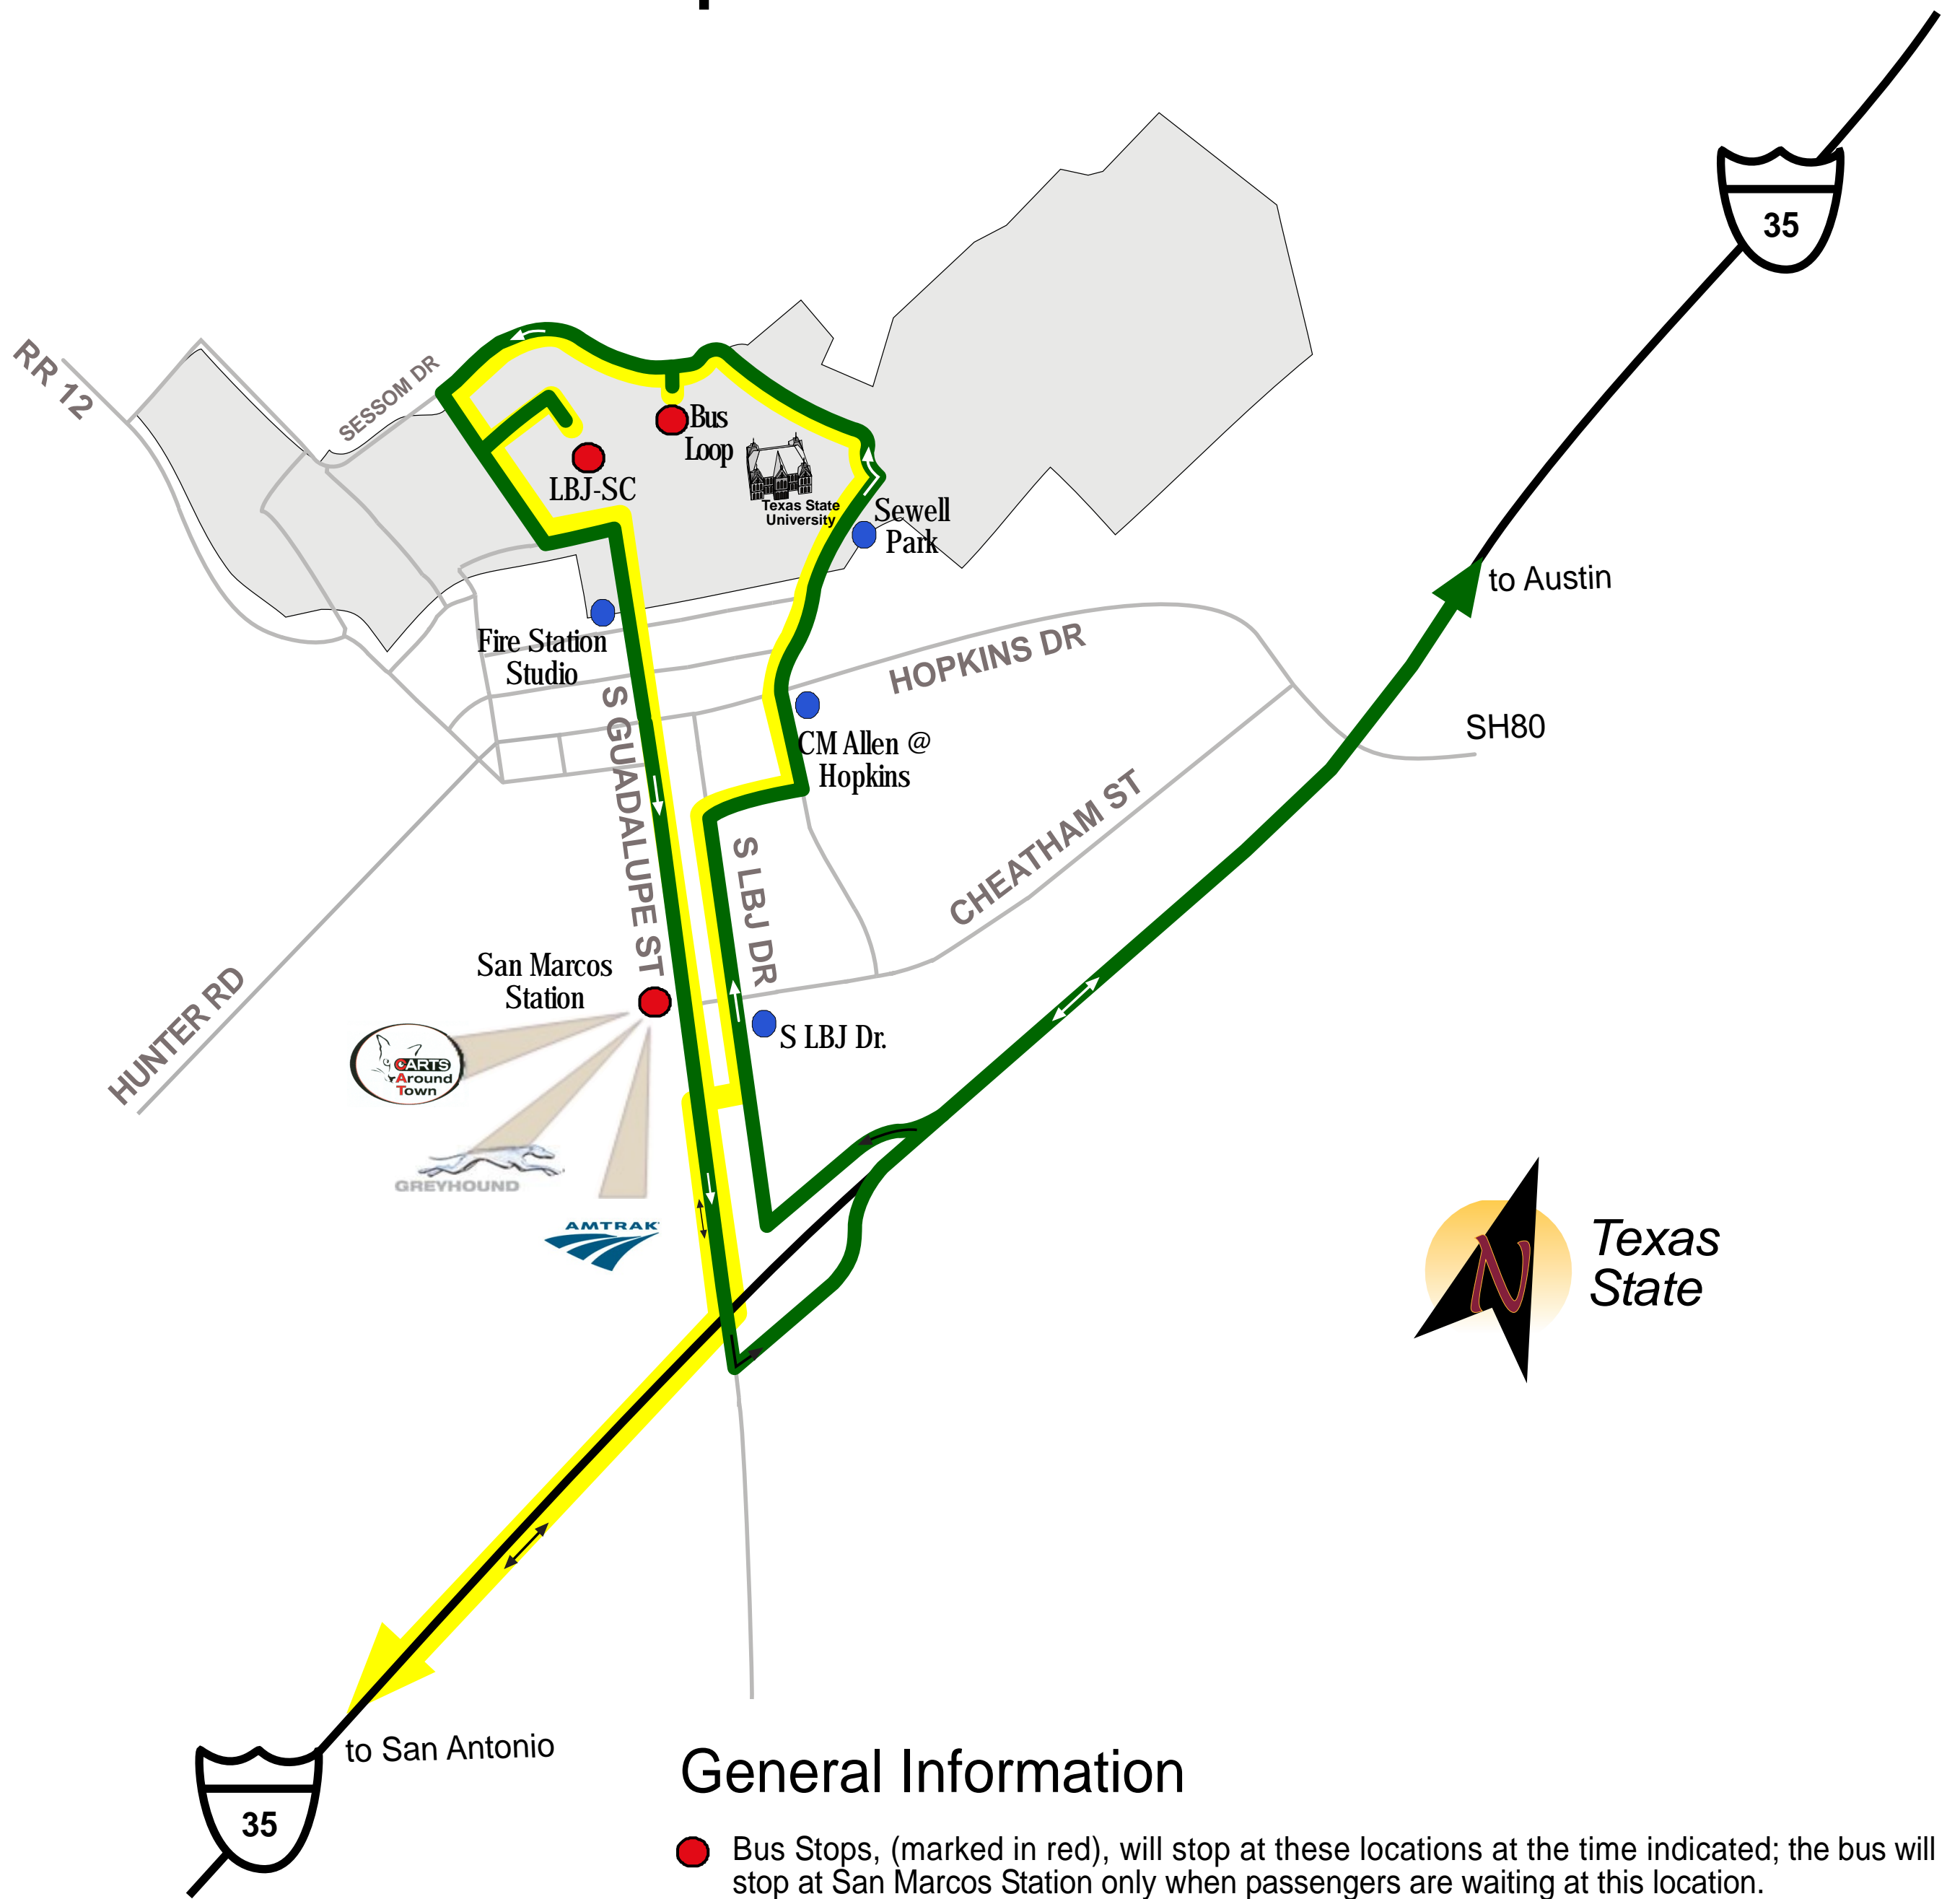 35
RR 12
SESSOM DR
Bus
Loop
LBJ-SC
Texas State
University
Sewell
Park
to Austin
Fire Station
Studio
HOPKINS DR
S GUADALUPE ST
SH80
CM Allen @
Hopkins
CHEATHAM ST
S LBJ DR
San Marcos
Station
HUNTER RD
S LBJ Dr.
CARTS
Around
Town
GREYHOUND
AMTRAK
N
Texas
State
to San Antonio
35
General Information
Bus Stops, (marked in red), will stop at these locations at the time indicated; the bus will
stop at San Marcos Station only when passengers are waiting at this location.